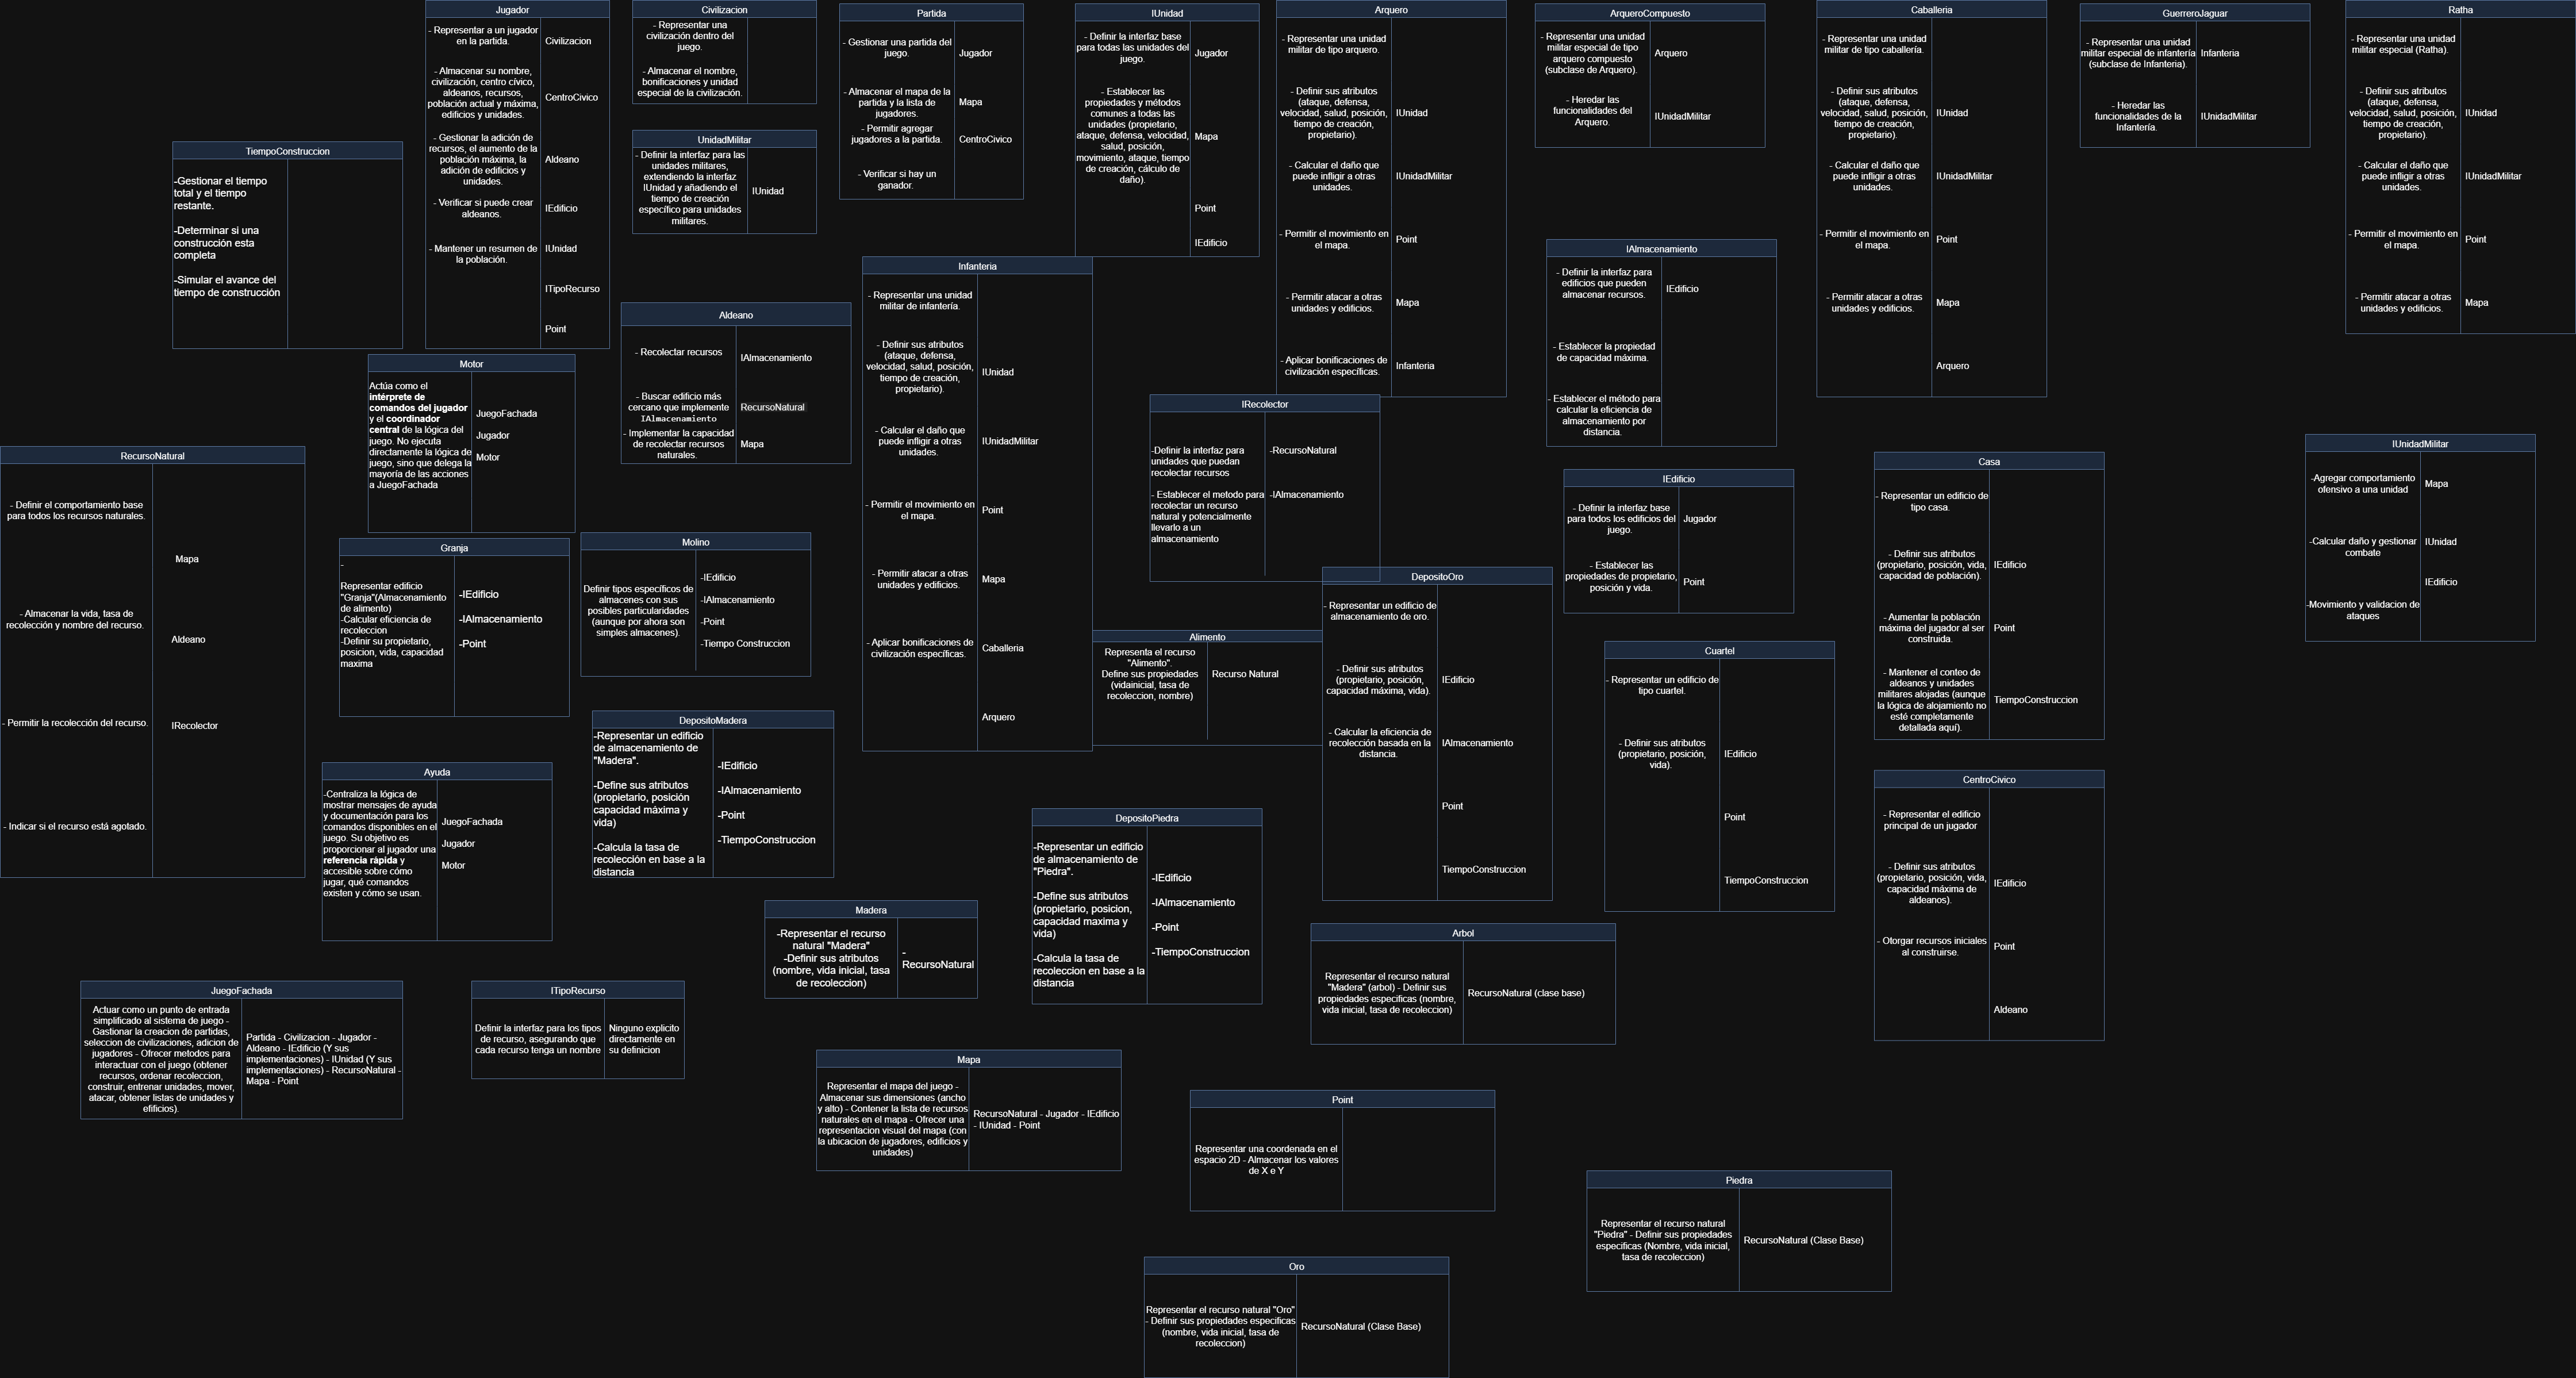 Jugador
- Representar a un jugador
en la partida.
- Almacenar su nombre,
civilización, centro cívico,
aldeanos, recursos,
población actual y máxima,
edificios y unidades.
- Gestionar la adición de
recursos, el aumento de la
población máxima, la
adición de edificios y
unidades.
- Verificar si puede crear
aldeanos.
- Mantener un resumen de
la población.
Civilizacion
CentroCivico
Aldeano
IEdificio
IUnidad
ITipoRecurso
Point
Civilizacion
- Representar una
civilización dentro del
juego.
- Almacenar el nombre,
bonificaciones y unidad
especial de la civilización.
Partida
- Gestionar una partida del
juego.
- Almacenar el mapa de la
partida y la lista de
jugadores.
- Permitir agregar
jugadores a la partida.
- Verificar si hay un
ganador.
Jugador
Mapa
CentroCivico
IUnidad
- Definir la interfaz base
para todas las unidades del
juego.
- Establecer las
propiedades y métodos
comunes a todas las
unidades (propietario,
ataque, defensa, velocidad,
salud, posición,
movimiento, ataque, tiempo
de creación, cálculo de
daño).
Jugador
Mapa
Point
IEdificio
Arquero
- Representar una unidad
militar de tipo arquero.
- Definir sus atributos
(ataque, defensa,
velocidad, salud, posición,
tiempo de creación,
propietario).
- Calcular el daño que
puede infligir a otras
unidades.
- Permitir el movimiento en
el mapa.
- Permitir atacar a otras
unidades y edificios.
- Aplicar bonificaciones de
civilización específicas.
IUnidad
IUnidadMilitar
Point
Mapa
Infanteria
ArqueroCompuesto
- Representar una unidad
militar especial de tipo
arquero compuesto
(subclase de Arquero).
- Heredar las
funcionalidades del
Arquero.
Arquero
IUnidadMilitar
Caballeria
- Representar una unidad
militar de tipo caballería.
- Definir sus atributos
(ataque, defensa,
velocidad, salud, posición,
tiempo de creación,
propietario).
- Calcular el daño que
puede infligir a otras
unidades.
- Permitir el movimiento en
el mapa.
- Permitir atacar a otras
unidades y edificios.
IUnidad
IUnidadMilitar
Point
Mapa
Arquero
GuerreroJaguar
- Representar una unidad
militar especial de infantería
(subclase de Infanteria).
- Heredar las
funcionalidades de la
Infantería.
Infanteria
IUnidadMilitar
Ratha
- Representar una unidad
militar especial (Ratha).
- Definir sus atributos
(ataque, defensa,
velocidad, salud, posición,
tiempo de creación,
propietario).
- Calcular el daño que
puede infligir a otras
unidades.
- Permitir el movimiento en
el mapa.
- Permitir atacar a otras
unidades y edificios.
IUnidad
IUnidadMilitar
Point
Mapa
UnidadMilitar
- Definir la interfaz para las
unidades militares,
extendiendo la interfaz
IUnidad y añadiendo el
tiempo de creación
específico para unidades
militares.
IUnidad
TiempoConstruccion
-Gestionar el tiempo
total y el tiempo
restante.
-Determinar si una
construcción esta
completa
-Simular el avance del
tiempo de construcción
IAlmacenamiento
- Definir la interfaz para
edificios que pueden
almacenar recursos.
- Establecer la propiedad
de capacidad máxima.
- Establecer el método para
calcular la eficiencia de
almacenamiento por
distancia.
IEdificio
Infanteria
- Representar una unidad
militar de infantería.
- Definir sus atributos
(ataque, defensa,
velocidad, salud, posición,
tiempo de creación,
propietario).
- Calcular el daño que
puede infligir a otras
unidades.
- Permitir el movimiento en
el mapa.
- Permitir atacar a otras
unidades y edificios.
- Aplicar bonificaciones de
civilización específicas.
IUnidad
IUnidadMilitar
Point
Mapa
Caballeria
Arquero
Aldeano
- Recolectar recursos
- Buscar edificio más
cercano que implemente
IAlmacenamiento
- Implementar la capacidad
de recolectar recursos
naturales.
IAlmacenamiento
RecursoNatural
Mapa
Motor
Actúa como el
intérprete de
comandos del jugador
y el coordinador
central de la lógica del
juego. No ejecuta
directamente la lógica de
juego, sino que delega la
mayoría de las acciones
a JuegoFachada
JuegoFachada
Jugador
Motor
IRecolector
-Definir la interfaz para
unidades que puedan
recolectar recursos
- Establecer el metodo para
recolectar un recurso
natural y potencialmente
llevarlo a un
almacenamiento
-RecursoNatural
-IAlmacenamiento
IUnidadMilitar
-Agregar comportamiento
ofensivo a una unidad
-Calcular daño y gestionar
combate
-Movimiento y validacion de
ataques
Mapa
IUnidad
IEdificio
RecursoNatural
- Definir el comportamiento base
para todos los recursos naturales.
- Almacenar la vida, tasa de
recolección y nombre del recurso.
- Permitir la recolección del recurso.
- Indicar si el recurso está agotado.
Mapa
Aldeano
IRecolector
Casa
- Representar un edificio de
tipo casa.
- Definir sus atributos
(propietario, posición, vida,
capacidad de población).
- Aumentar la población
máxima del jugador al ser
construida.
- Mantener el conteo de
aldeanos y unidades
militares alojadas (aunque
la lógica de alojamiento no
esté completamente
detallada aquí).
IEdificio
Point
TiempoConstruccion
IEdificio
- Definir la interfaz base
para todos los edificios del
juego.
- Establecer las
propiedades de propietario,
posición y vida.
Jugador
Point
Granja
-
Representar edificio
"Granja"(Almacenamiento
de alimento)
-Calcular eficiencia de
recoleccion
-Definir su propietario,
posicion, vida, capacidad
maxima
-IEdificio
-IAlmacenamiento
-Point
Molino
Definir tipos específicos de
almacenes con sus
posibles particularidades
(aunque por ahora son
simples almacenes).
-IEdificio
-IAlmacenamiento
-Point
-Tiempo Construccion
DepositoOro
- Representar un edificio de
almacenamiento de oro.
- Definir sus atributos
(propietario, posición,
capacidad máxima, vida).
- Calcular la eficiencia de
recolección basada en la
distancia.
IEdificio
IAlmacenamiento
Point
TiempoConstruccion
Alimento
Representa el recurso
"Alimento".
Define sus propiedades
(vidainicial, tasa de
recoleccion, nombre)
Recurso Natural
Cuartel
- Representar un edificio de
tipo cuartel.
- Definir sus atributos
(propietario, posición,
vida).
IEdificio
Point
TiempoConstruccion
DepositoMadera
-Representar un edificio
de almacenamiento de
"Madera".
-Define sus atributos
(propietario, posición
capacidad máxima y
vida)
-Calcula la tasa de
recolección en base a la
distancia
-IEdificio
-IAlmacenamiento
-Point
-TiempoConstruccion
Ayuda
-Centraliza la lógica de
mostrar mensajes de ayuda
y documentación para los
comandos disponibles en el
juego. Su objetivo es
proporcionar al jugador una
referencia rápida y
accesible sobre cómo
jugar, qué comandos
existen y cómo se usan.
JuegoFachada
Jugador
Motor
CentroCivico
- Representar el edificio
principal de un jugador
- Definir sus atributos
(propietario, posición, vida,
capacidad máxima de
aldeanos).
- Otorgar recursos iniciales
al construirse.
IEdificio
Point
Aldeano
DepositoPiedra
-Representar un edificio
de almacenamiento de
"Piedra".
-Define sus atributos
(propietario, posicion,
capacidad maxima y
vida)
-Calcula la tasa de
recoleccion en base a la
distancia
-IEdificio
-IAlmacenamiento
-Point
-TiempoConstruccion
Madera
-Representar el recurso
natural "Madera"
-Definir sus atributos
(nombre, vida inicial, tasa
de recoleccion)
-
RecursoNatural
Arbol
Representar el recurso natural
"Madera" (arbol) - Definir sus
propiedades especificas (nombre,
vida inicial, tasa de recoleccion)
RecursoNatural (clase base)
JuegoFachada
Actuar como un punto de entrada
simplificado al sistema de juego -
Gastionar la creacion de partidas,
seleccion de civilizaciones, adicion de
jugadores - Ofrecer metodos para
interactuar con el juego (obtener
recursos, ordenar recoleccion,
construir, entrenar unidades, mover,
atacar, obtener listas de unidades y
efificios).
Partida - Civilizacion - Jugador -
Aldeano - IEdificio (Y sus
implementaciones) - IUnidad (Y sus
implementaciones) - RecursoNatural -
Mapa - Point
ITipoRecurso
Definir la interfaz para los tipos
de recurso, asegurando que
cada recurso tenga un nombre
Ninguno explicito
directamente en
su definicion
Mapa
Representar el mapa del juego -
Almacenar sus dimensiones (ancho
y alto) - Contener la lista de recursos
naturales en el mapa - Ofrecer una
representacion visual del mapa (con
la ubicacion de jugadores, edificios y
unidades)
RecursoNatural - Jugador - IEdificio
- IUnidad - Point
Point
Representar una coordenada en el
espacio 2D - Almacenar los valores
de X e Y
Piedra
Representar el recurso natural
"Piedra" - Definir sus propiedades
especificas (Nombre, vida inicial,
tasa de recoleccion)
RecursoNatural (Clase Base)
Oro
Representar el recurso natural "Oro"
- Definir sus propiedades especificas
(nombre, vida inicial, tasa de
recoleccion)
RecursoNatural (Clase Base)